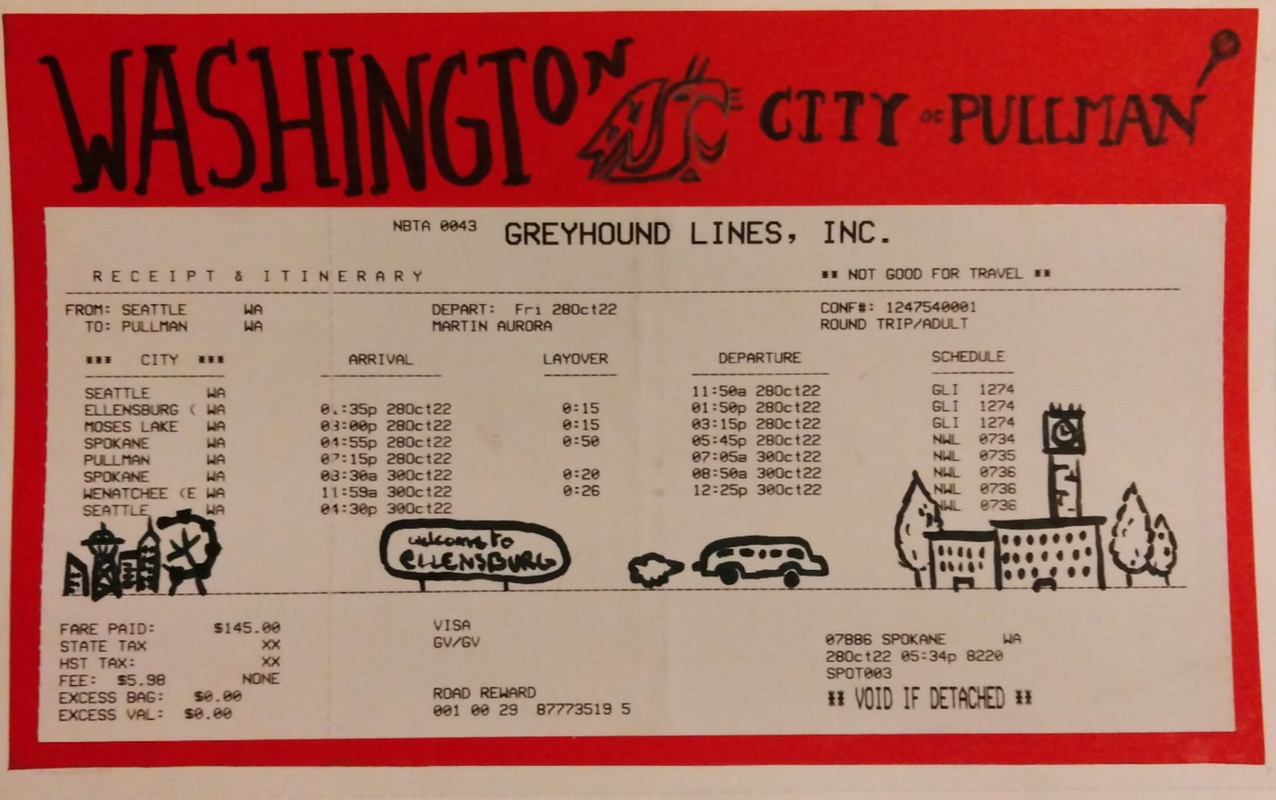 WASHINGTON CITY OF PULLMAN
NBTA 0043 GREYHOUND LINES, INC.
RECEIPT & ITINERARY ** NOT GOOD FOR TRAVEL **
FROM: SEATTLE WA DEPART: Fri 28Oct22 CONF#: 1247540001
TO: PULLMAN WA MARTIN AURORA ROUND TRIP/ADULT
*** CITY *** ARRIVAL LAYOVER DEPARTURE SCHEDULE
SEATTLE WA 11:50a 28Oct22 GLI 1274
ELLENSBURG ( WA 01:35p 28Oct22 0:15 01:50p 28Oct22 GLI 1274
MOSES LAKE WA 03:00p 28Oct22 0:15 03:15p 28Oct22 GLI 1274
SPOKANE WA 04:55p 28Oct22 0:50 05:45p 28Oct22 NWL 0734
PULLMAN WA 07:15p 28Oct22 07:05a 30Oct22 NWL 0735
SPOKANE WA 08:30a 30Oct22 0:20 08:50a 30Oct22 NWL 0736
WENATCHEE (E WA 11:59a 30Oct22 0:26 12:25p 30Oct22 NWL 0736
SEATTLE WA 04:30p 30Oct22 NWL 0736
welcome to
ELLENSBURG
FARE PAID: $145.00 VISA
STATE TAX XX GV/GV 07886 SPOKANE WA
HST TAX: XX 28Oct22 05:34p 8220
FEE: $5.98 NONE SPOT003
EXCESS BAG: $0.00 ROAD REWARD ** VOID IF DETACHED **
EXCESS VAL: $0.00 001 00 29 87773519 5